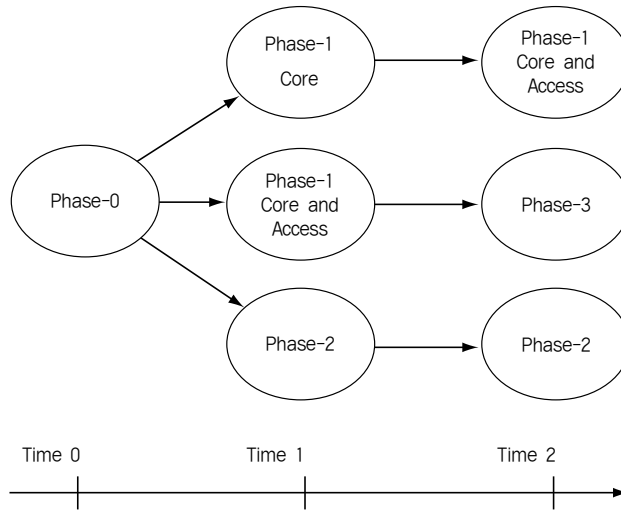 Phase-1
Core
Phase-1
Core and
Access
Phase-0
Phase-1
Core and
Access
Phase-3
Phase-2
Phase-2
Time 0
Time 1
Time 2